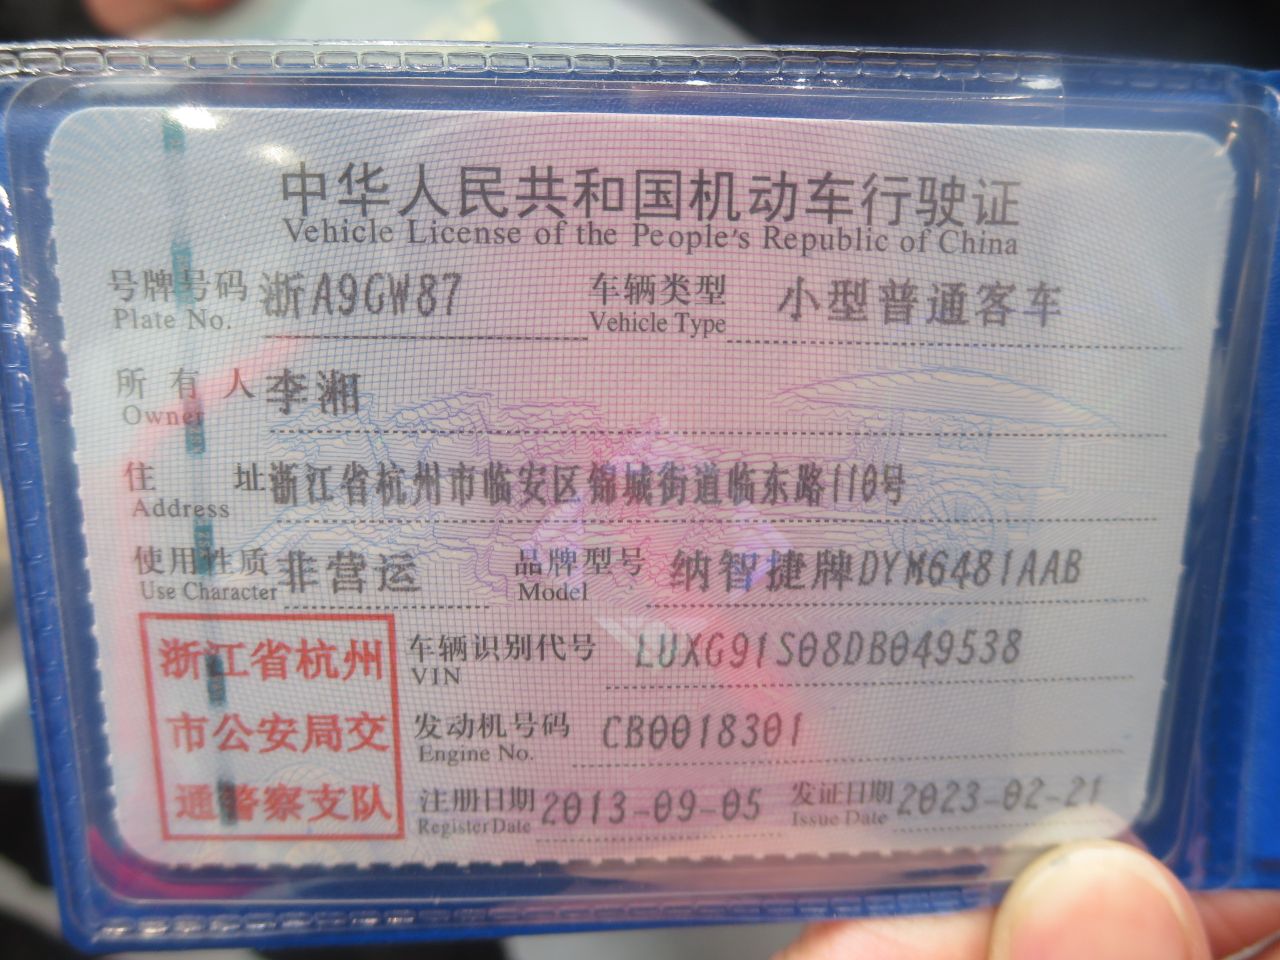 中华人民共和国机动车行驶证
Vehicle License of the People's Republic of China
号牌号码 浙A9GW87 车辆类型 小型普通客车
Plate No. Vehicle Type
所有人 李湘
Owner
住址 浙江省杭州市临安区锦城街道临东路110号
Address
使用性质 非营运 品牌型号 纳智捷牌DYM6481AAB
Use Character Model
浙江省杭州 车辆识别代号 LUXG91S08DB049538
VIN
市公安局交 发动机号码 CB0018301
Engine No.
通警察支队 注册日期 2013-09-05 发证日期 2023-02-21
Register Date Issue Date